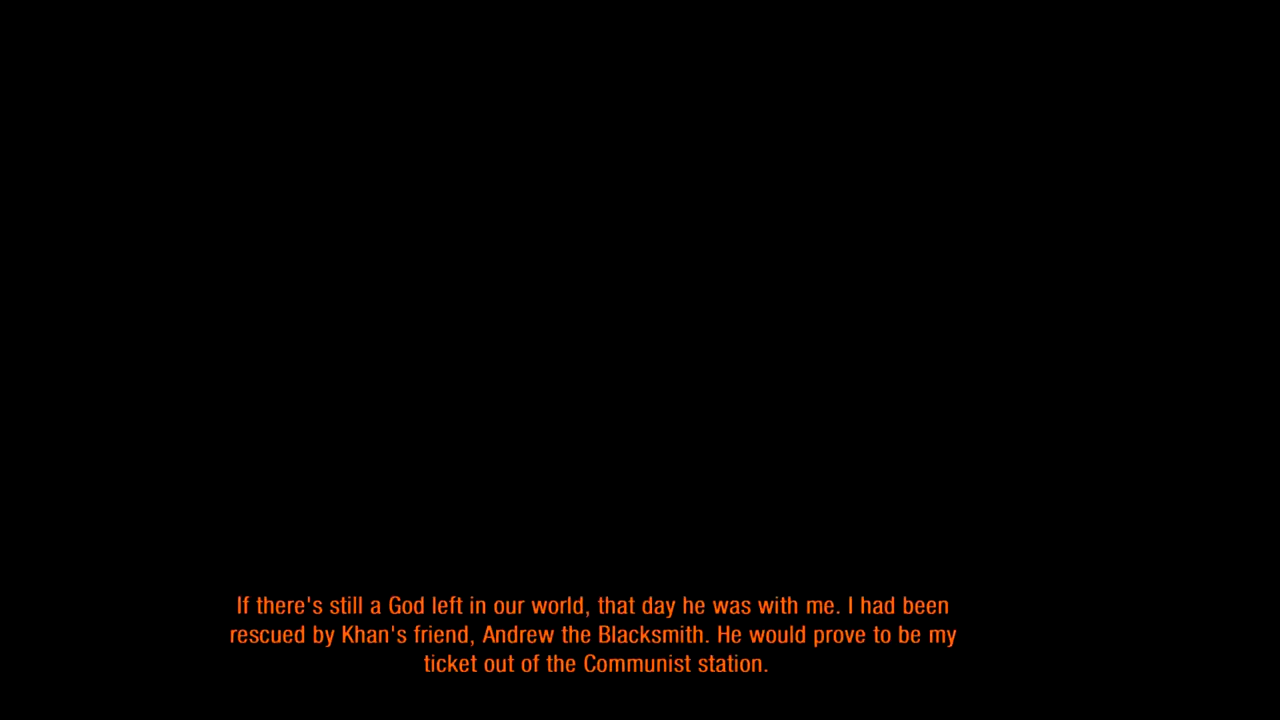 If there's still a God left in our world, that day he was with me. I had been
rescued by Khan's friend, Andrew the Blacksmith. He would prove to be my
ticket out of the Communist station.